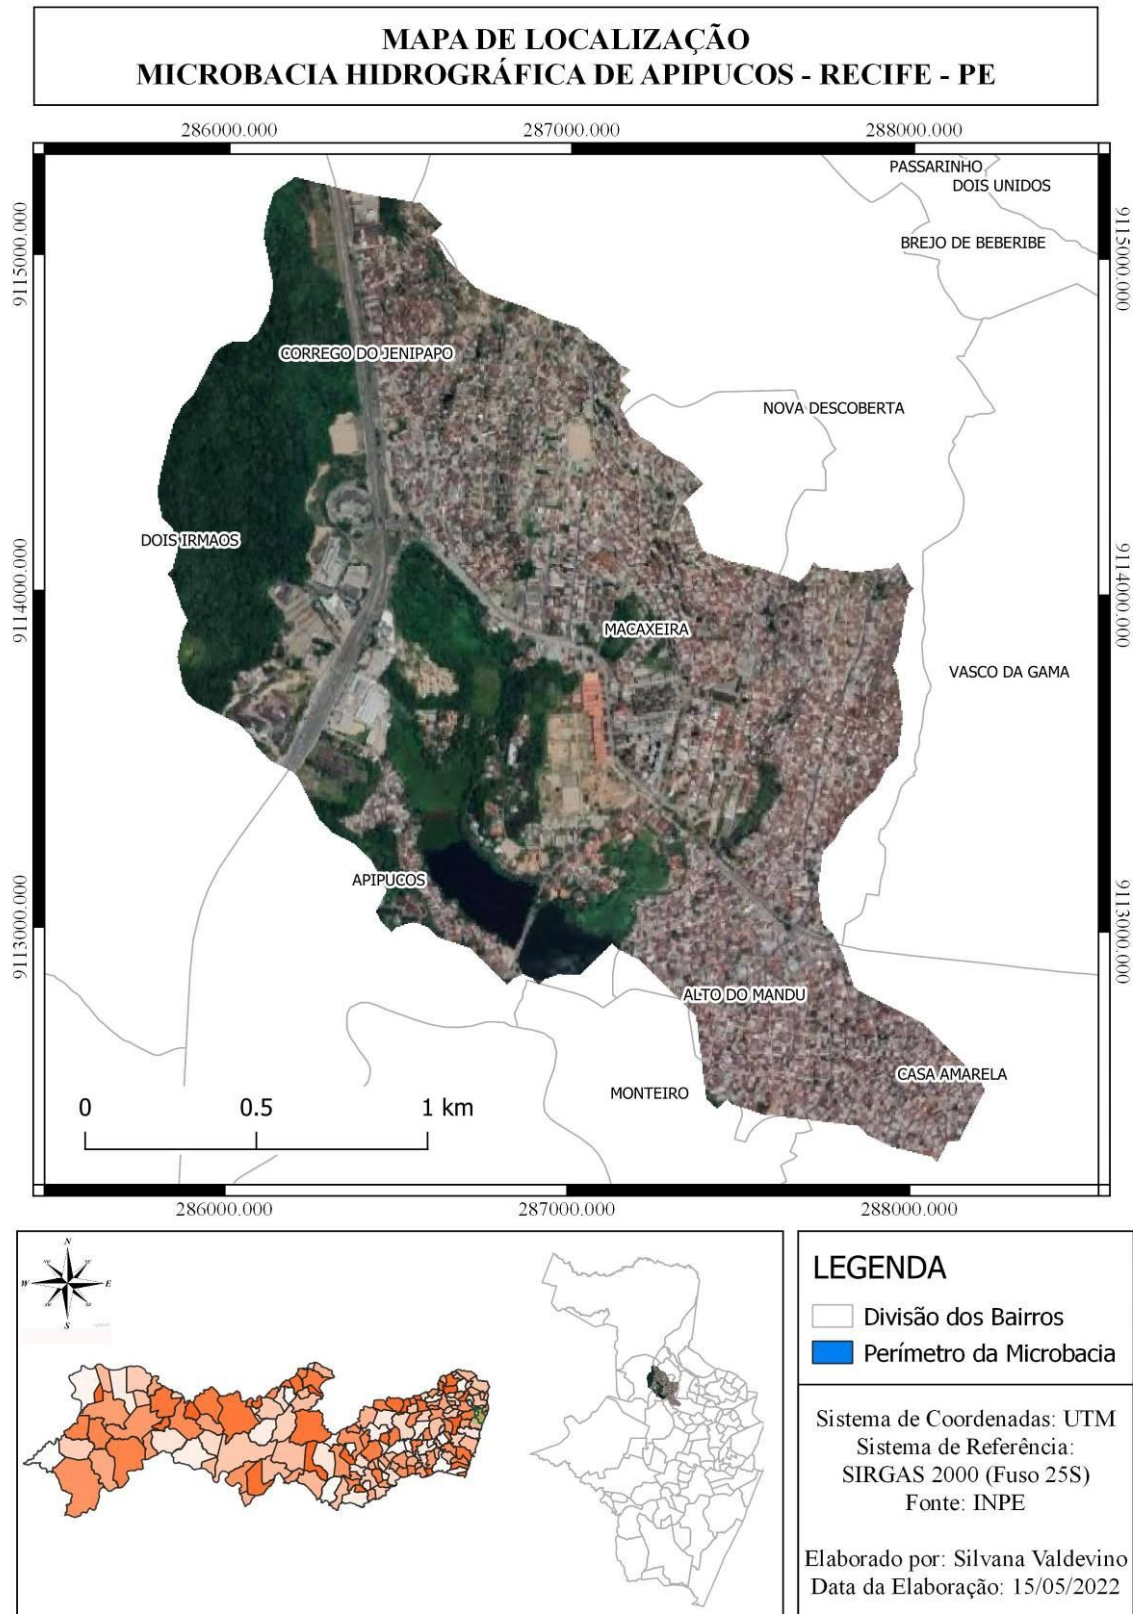 MAPA DE LOCALIZAÇÃO
MICROBACIA HIDROGRÁFICA DE APIPUCOS - RECIFE - PE
286000.000 287000.000 288000.000
PASSARINHO
DOIS UNIDOS
9115000.000
9115000.000
BREJO DE BEBERIBE
CORREGO DO JENIPAPO
NOVA DESCOBERTA
DOIS IRMAOS
9114000.000
9114000.000
MACAXEIRA
VASCO DA GAMA
APIPUCOS
9113000.000
9113000.000
ALTO DO MANDU
CASA AMARELA
MONTEIRO
0 0.5 1 km
286000.000 287000.000 288000.000
N
W E
S
LEGENDA
Divisão dos Bairros
Perímetro da Microbacia
Sistema de Coordenadas: UTM
Sistema de Referência:
SIRGAS 2000 (Fuso 25S)
Fonte: INPE
Elaborado por: Silvana Valdevino
Data da Elaboração: 15/05/2022